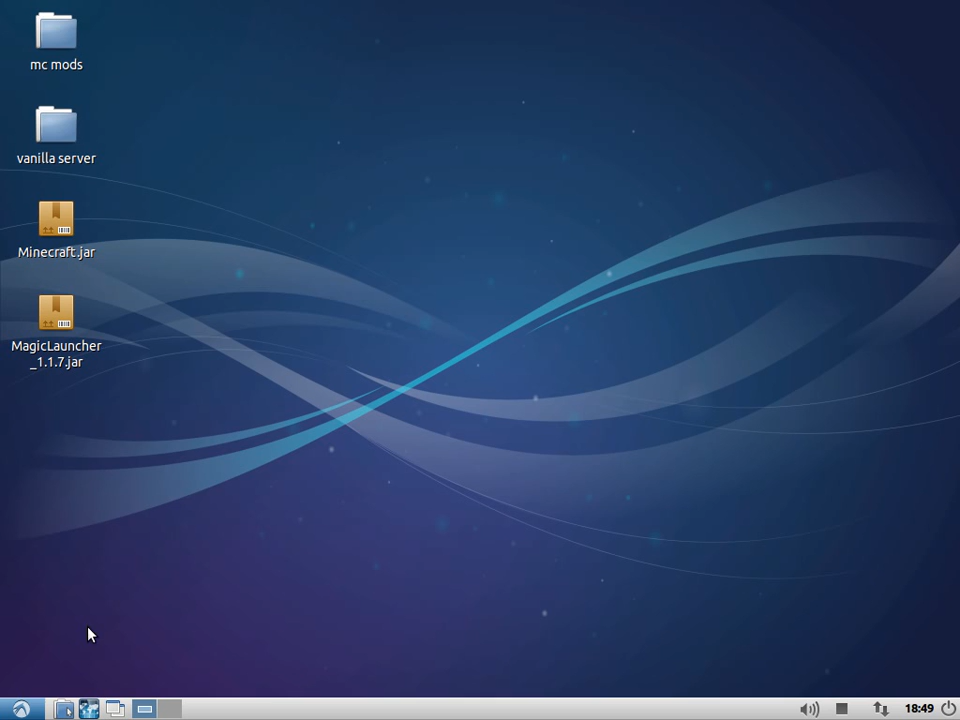 mc mods
vanilla server
Minecraft.jar
MagicLauncher
_1.1.7.jar
18:49